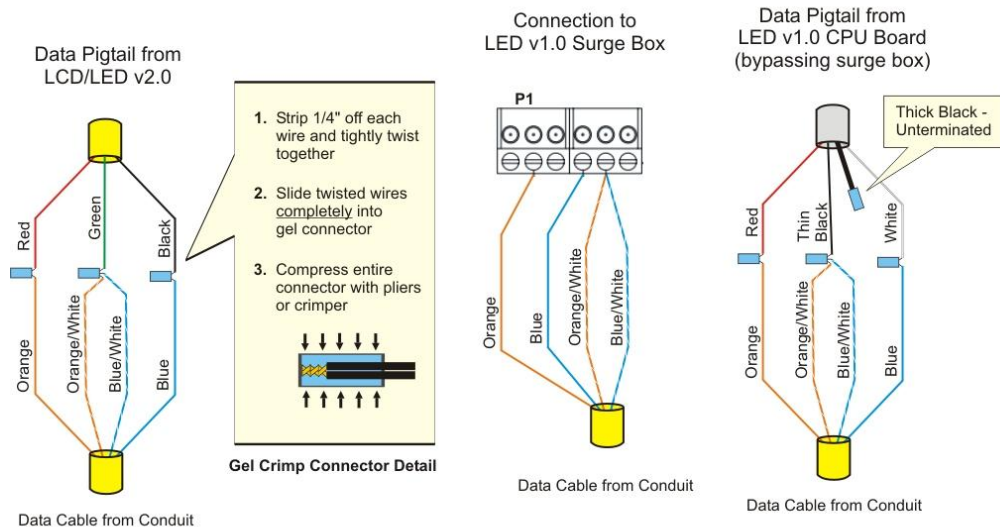 Data Pigtail from
LCD/LED v2.0
Red
Green
Black
Orange
Orange/White
Blue/White
Blue
Data Cable from Conduit
1. Strip 1/4" off each
wire and tightly twist
together
2. Slide twisted wires
completely into
gel connector
3. Compress entire
connector with pliers
or crimper
Gel Crimp Connector Detail
Connection to
LED v1.0 Surge Box
P1
Orange
Blue
Orange/White
Blue/White
Data Cable from Conduit
Data Pigtail from
LED v1.0 CPU Board
(bypassing surge box)
Thick Black -
Unterminated
Red
Thin
Black
White
Orange
Orange/White
Blue/White
Blue
Data Cable from Conduit